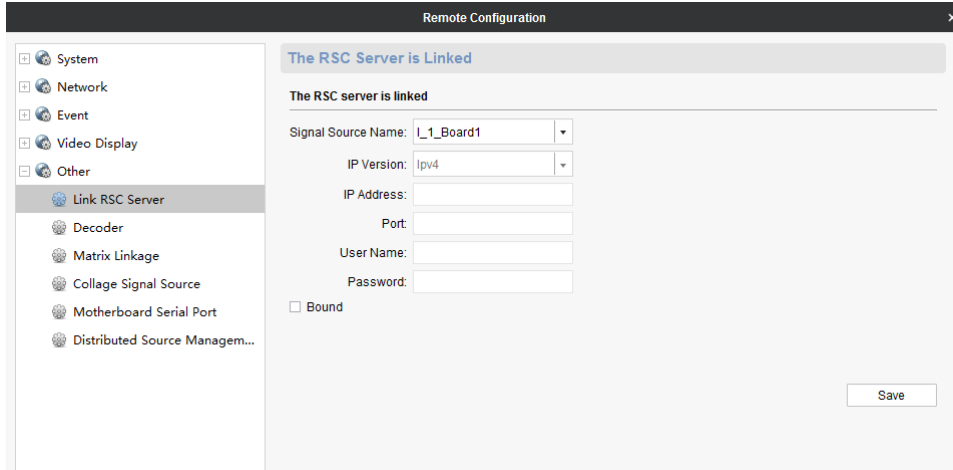 Remote Configuration
System
Network
Event
Video Display
Other
Link RSC Server
Decoder
Matrix Linkage
Collage Signal Source
Motherboard Serial Port
Distributed Source Managem...
The RSC Server is Linked
The RSC server is linked
Signal Source Name: I_1_Board1
IP Version: Ipv4
IP Address:
Port:
User Name:
Password:
Bound
Save